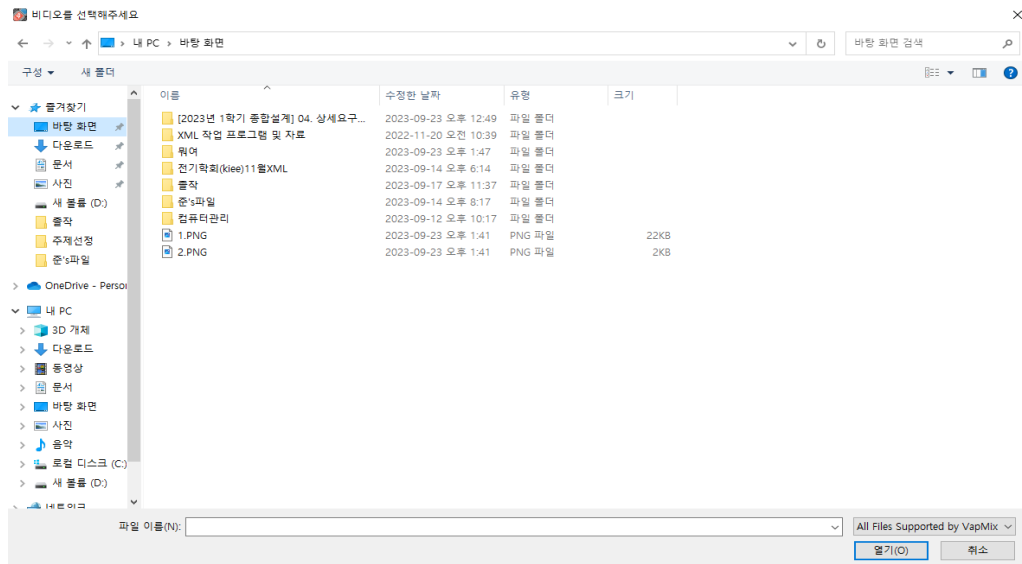 비디오를 선택해주세요
내 PC > 바탕 화면
바탕 화면 검색
구성
새 폴더
이름 수정한 날짜 유형 크기
즐겨찾기
바탕 화면
다운로드
문서
사진
새 볼륨 (D:)
졸작
주제선정
준's파일
OneDrive - Person
내 PC
3D 개체
다운로드
동영상
문서
바탕 화면
사진
음악
로컬 디스크 (C:)
새 볼륨 (D:)
네트워크
[2023년 1학기 종합설계] 04. 상세요구... 2023-09-23 오후 12:49 파일 폴더
XML 작업 프로그램 및 자료 2022-11-20 오전 10:39 파일 폴더
뭐여 2023-09-23 오후 1:47 파일 폴더
전기학회(kiee)11월XML 2023-09-14 오후 6:14 파일 폴더
졸작 2023-09-17 오후 11:37 파일 폴더
준's파일 2023-09-14 오후 8:17 파일 폴더
컴퓨터관리 2023-09-12 오후 10:17 파일 폴더
1.PNG 2023-09-23 오후 1:41 PNG 파일 22KB
2.PNG 2023-09-23 오후 1:41 PNG 파일 2KB
파일 이름(N):
All Files Supported by VapMix
열기(O)
취소